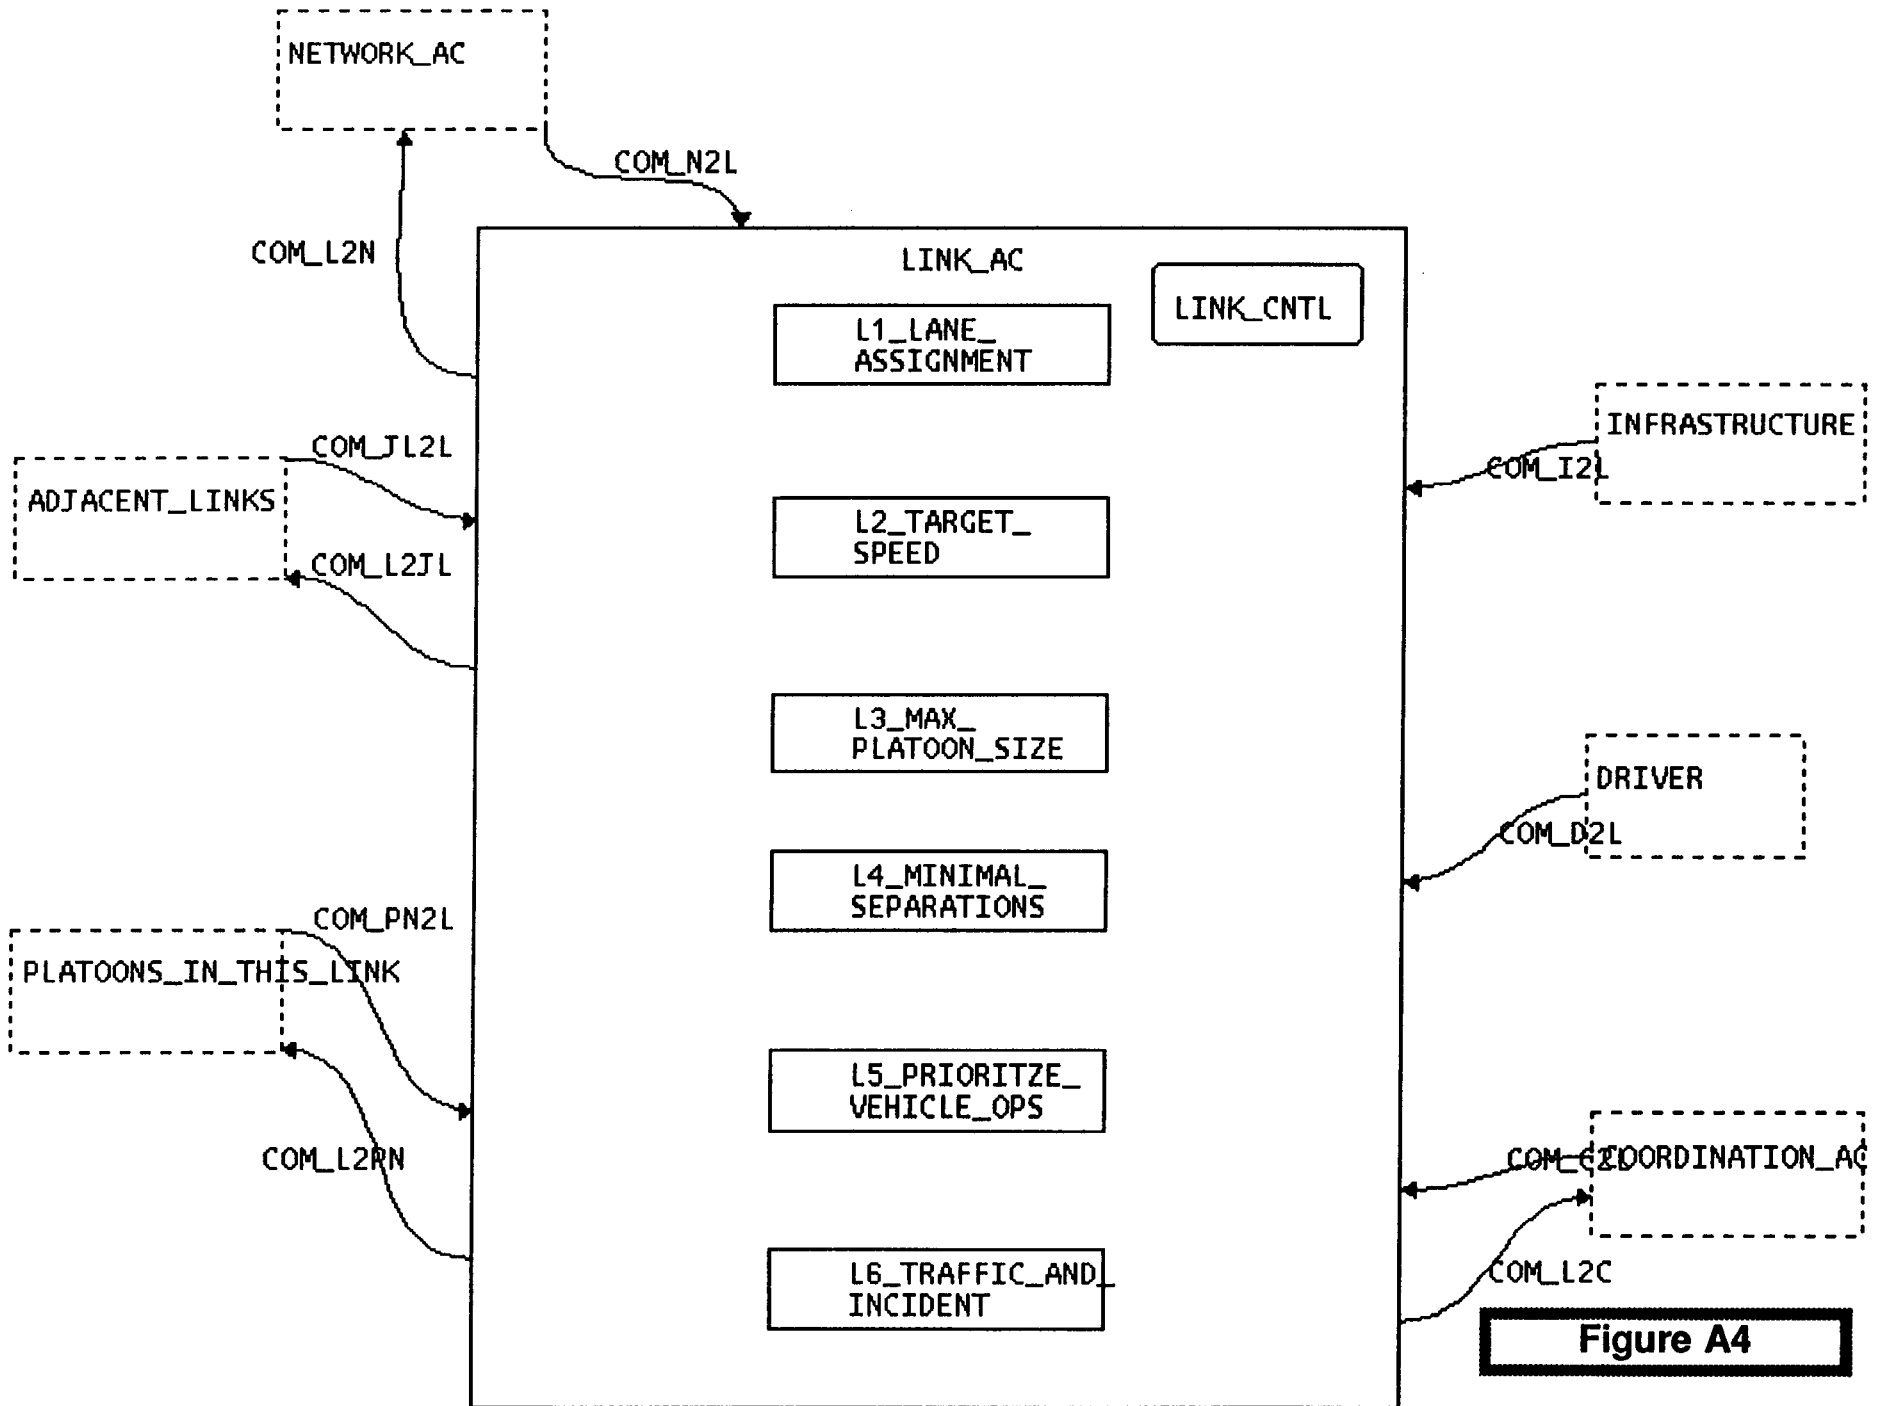 NETWORK_AC
COM_N2L
COM_L2N
LINK_AC
LINK_CNTL
L1_LANE_
ASSIGNMENT
COM_JL2L
ADJACENT_LINKS
COM_L2JL
INFRASTRUCTURE
COM_I2L
L2_TARGET_
SPEED
L3_MAX_
PLATOON_SIZE
DRIVER
COM_D2L
L4_MINIMAL_
SEPARATIONS
COM_PN2L
PLATOONS_IN_THIS_LINK
COM_L2PN
L5_PRIORITZE_
VEHICLE_OPS
COM_C2L
COORDINATION_AC
COM_L2C
L6_TRAFFIC_AND_
INCIDENT
Figure A4